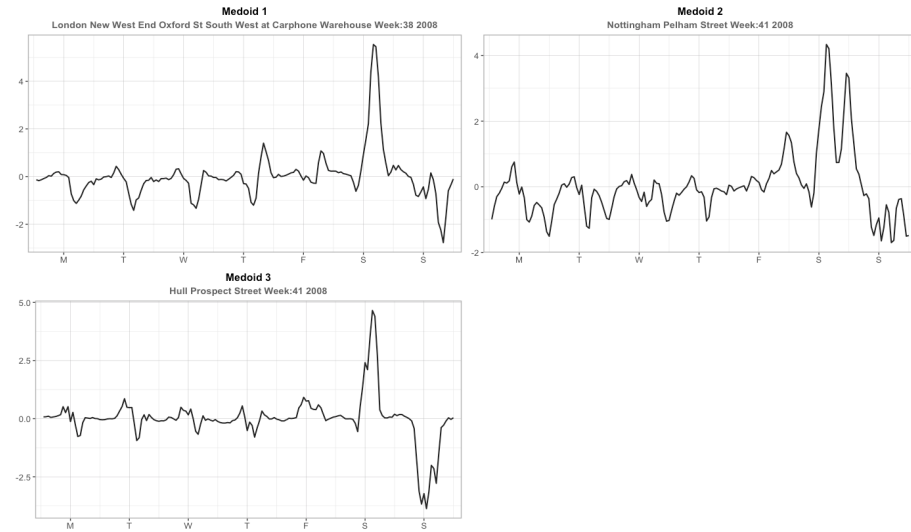 Medoid 1
London New West End Oxford St South West at Carphone Warehouse Week:38 2008
4
2
0
-2
M T W T F S S
Medoid 2
Nottingham Pelham Street Week:41 2008
4
2
0
-2
M T W T F S S
Medoid 3
Hull Prospect Street Week:41 2008
5.0
2.5
0.0
-2.5
M T W T F S S